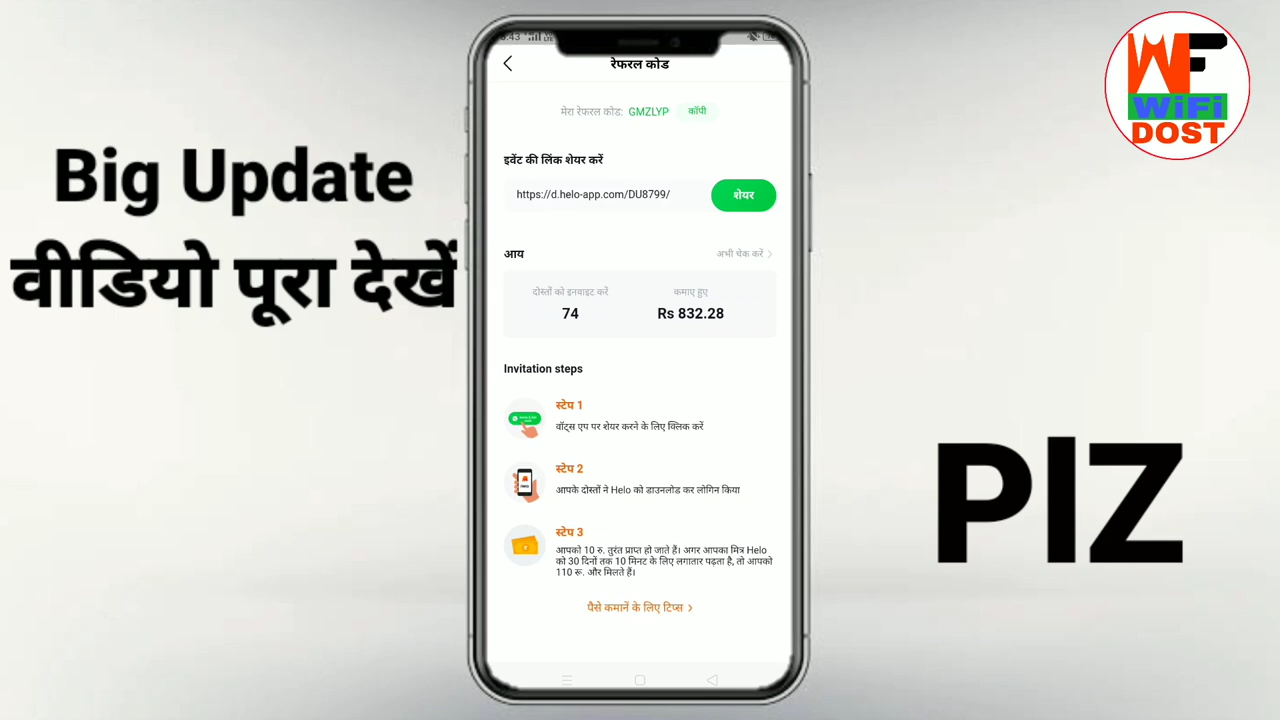 Big Update
वीडियो पूरा देखें
रेफरल कोड
मेरा रेफरल कोड: GMZLYP कॉपी
इवेंट की लिंक शेयर करें
https://d.helo-app.com/DU8799/ शेयर
आय
अभी चेक करें
दोस्तों को इनवाइट करें
74
कमाए हुए
Rs 832.28
Invitation steps
स्टेप 1
वॉट्स एप पर शेयर करने के लिए क्लिक करें
स्टेप 2
आपके दोस्तों ने Helo को डाउनलोड कर लोगिन किया
स्टेप 3
आपको 10 रु. तुरंत प्राप्त हो जाते हैं। अगर आपका मित्र Helo
को 30 दिनों तक 10 मिनट के लिए लगातार पढ़ता है, तो आपको
110 रू. और मिलते हैं।
पैसे कमानें के लिए टिप्स
WF
WiFi
DOST
PlZ